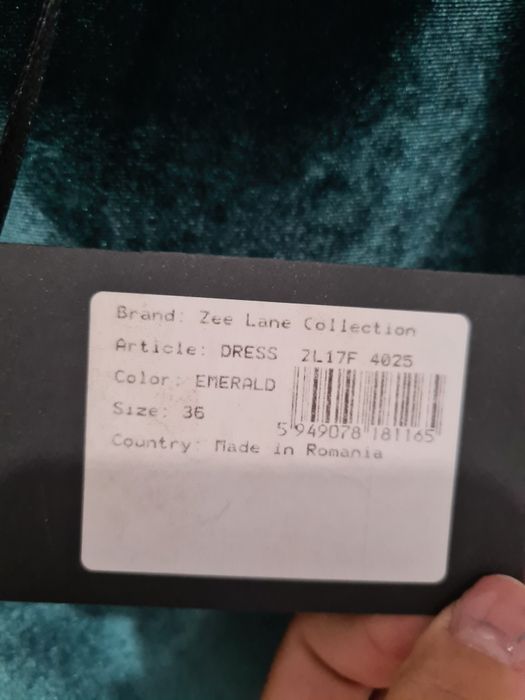 Brand: Zee Lane Collection
Article: DRESS ZL17F 4025
Color: EMERALD
Size: 36
5 949078 181165
Country: Made in Romania